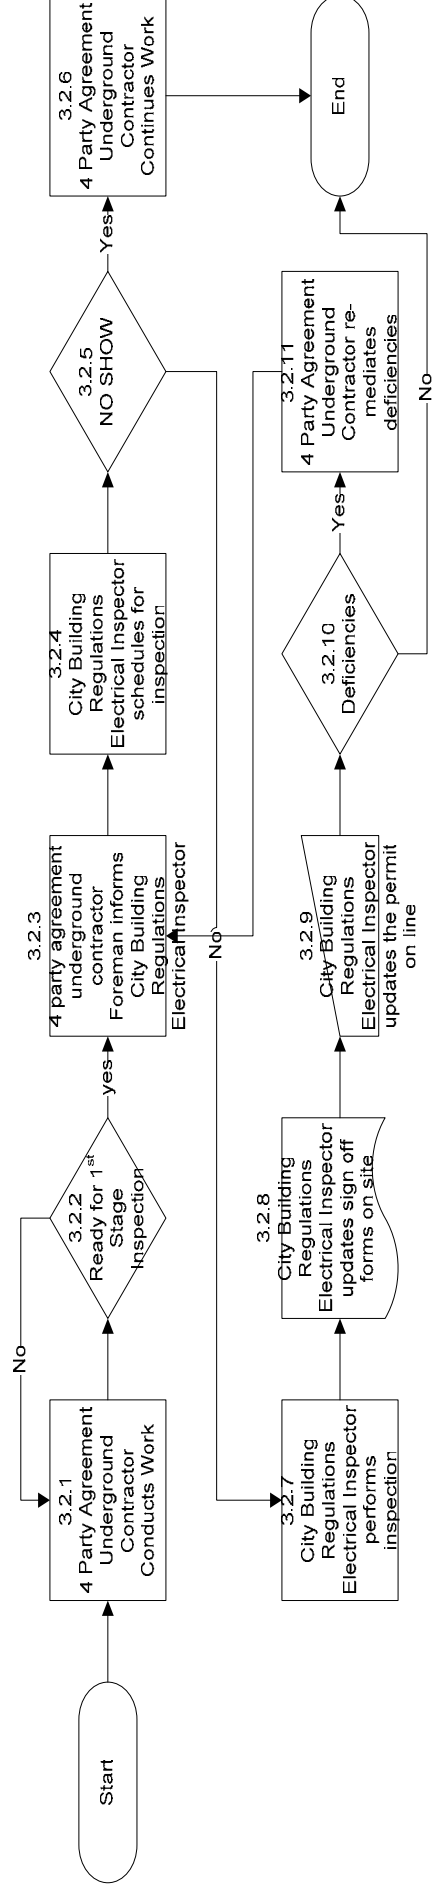 Start
3.2.1
4 Party Agreement
Underground
Contractor
Conducts Work
No
3.2.2
Ready for 1st
Stage
Inspection
yes
3.2.3
4 party agreement
underground
contractor
Foreman informs
City Building
Regulations
Electrical Inspector
3.2.4
City Building
Regulations
Electrical Inspector
schedules for
inspection
3.2.5
NO SHOW
Yes
3.2.6
4 Party Agreement
Underground
Contractor
Continues Work
No
3.2.7
City Building
Regulations
Electrical Inspector
performs
inspection
3.2.8
City Building
Regulations
Electrical Inspector
updates sign off
forms on site
3.2.9
City Building
Regulations
Electrical Inspector
updates the permit
on line
3.2.10
Deficiencies
Yes
3.2.11
4 Party Agreement
Underground
Contractor re-
mediates
deficiencies
No
End